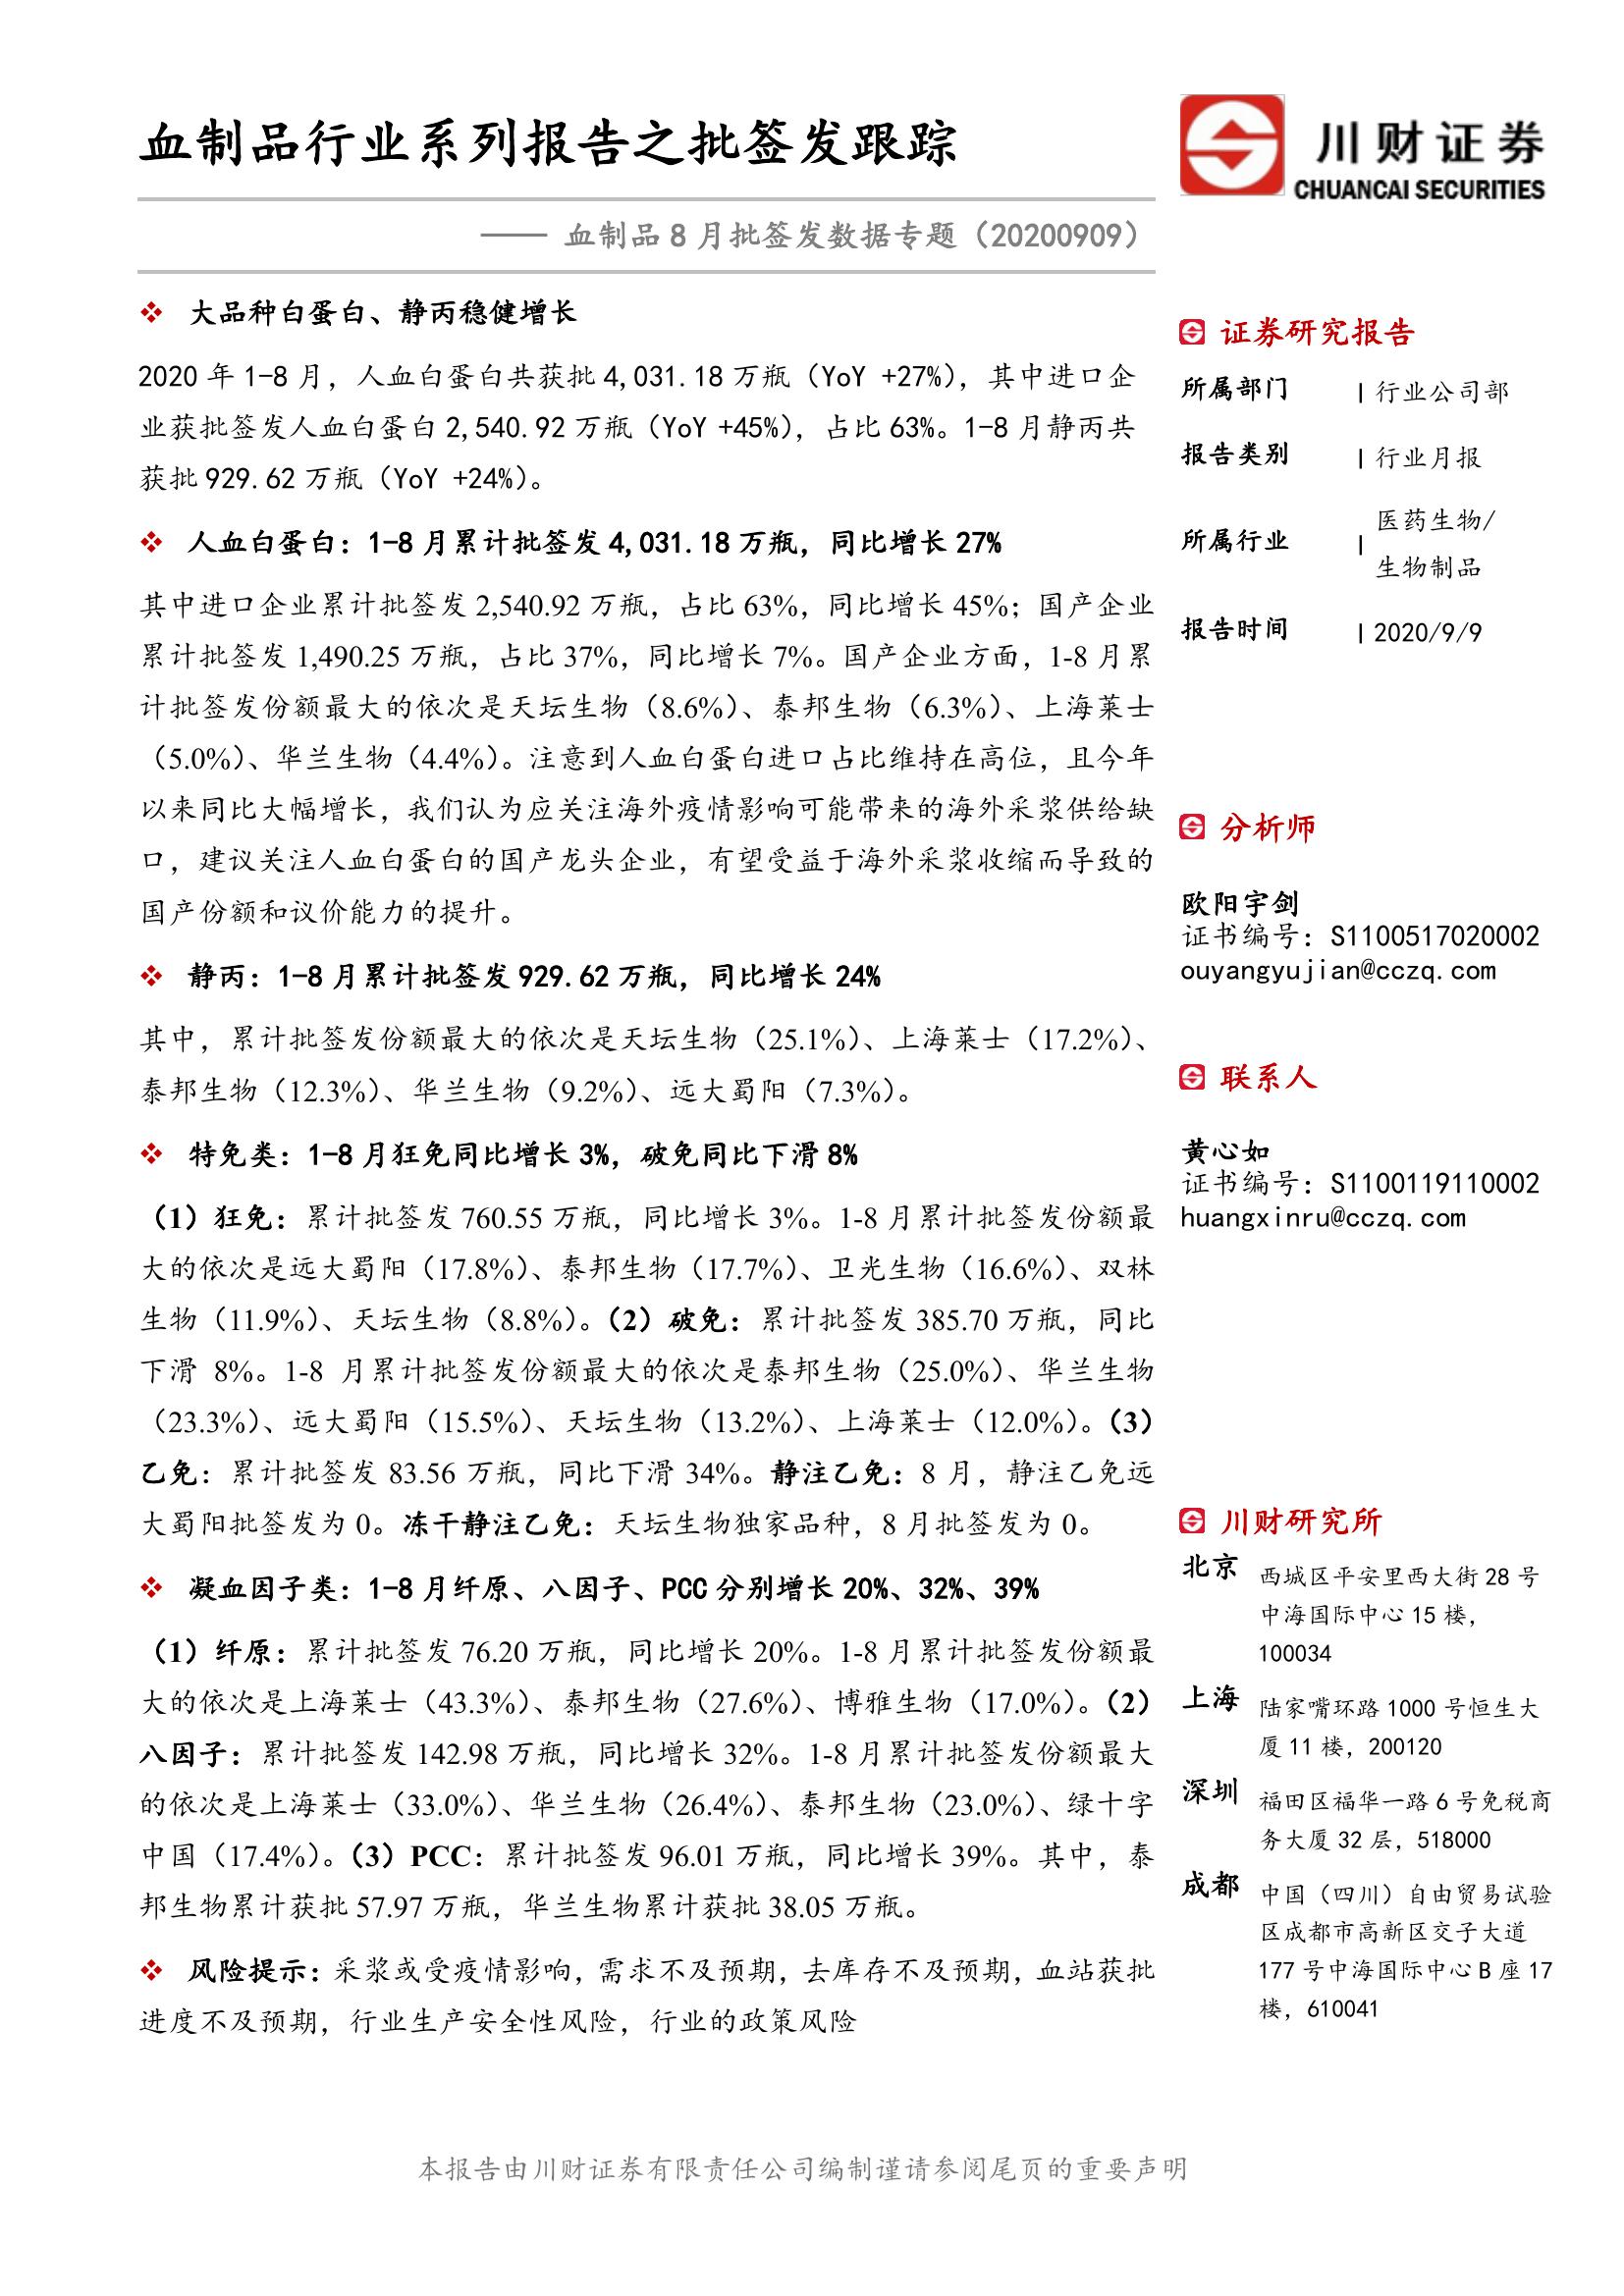 血制品行业系列报告之批签发跟踪
川财证券
CHUANCAI SECURITIES
—— 血制品 8 月批签发数据专题（20200909）
❖ 大品种白蛋白、静丙稳健增长
2020 年 1-8 月，人血白蛋白共获批 4,031.18 万瓶（YoY +27%），其中进口企
业获批签发人血白蛋白 2,540.92 万瓶（YoY +45%），占比 63%。1-8 月静丙共
获批 929.62 万瓶（YoY +24%）。
❖ 人血白蛋白：1-8 月累计批签发 4,031.18 万瓶，同比增长 27%
其中进口企业累计批签发 2,540.92 万瓶，占比 63%，同比增长 45%；国产企业
累计批签发 1,490.25 万瓶，占比 37%，同比增长 7%。国产企业方面，1-8 月累
计批签发份额最大的依次是天坛生物（8.6%）、泰邦生物（6.3%）、上海莱士
（5.0%）、华兰生物（4.4%）。注意到人血白蛋白进口占比维持在高位，且今年
以来同比大幅增长，我们认为应关注海外疫情影响可能带来的海外采浆供给缺
口，建议关注人血白蛋白的国产龙头企业，有望受益于海外采浆收缩而导致的
国产份额和议价能力的提升。
❖ 静丙：1-8 月累计批签发 929.62 万瓶，同比增长 24%
其中，累计批签发份额最大的依次是天坛生物（25.1%）、上海莱士（17.2%）、
泰邦生物（12.3%）、华兰生物（9.2%）、远大蜀阳（7.3%）。
❖ 特免类：1-8 月狂免同比增长 3%，破免同比下滑 8%
（1）狂免：累计批签发 760.55 万瓶，同比增长 3%。1-8 月累计批签发份额最
大的依次是远大蜀阳（17.8%）、泰邦生物（17.7%）、卫光生物（16.6%）、双林
生物（11.9%）、天坛生物（8.8%）。（2）破免：累计批签发 385.70 万瓶，同比
下滑 8%。1-8 月累计批签发份额最大的依次是泰邦生物（25.0%）、华兰生物
（23.3%）、远大蜀阳（15.5%）、天坛生物（13.2%）、上海莱士（12.0%）。（3）
乙免：累计批签发 83.56 万瓶，同比下滑 34%。静注乙免：8 月，静注乙免远
大蜀阳批签发为 0。冻干静注乙免：天坛生物独家品种，8 月批签发为 0。
❖ 凝血因子类：1-8 月纤原、八因子、PCC 分别增长 20%、32%、39%
（1）纤原：累计批签发 76.20 万瓶，同比增长 20%。1-8 月累计批签发份额最
大的依次是上海莱士（43.3%）、泰邦生物（27.6%）、博雅生物（17.0%）。（2）
八因子：累计批签发 142.98 万瓶，同比增长 32%。1-8 月累计批签发份额最大
的依次是上海莱士（33.0%）、华兰生物（26.4%）、泰邦生物（23.0%）、绿十字
中国（17.4%）。（3）PCC：累计批签发 96.01 万瓶，同比增长 39%。其中，泰
邦生物累计获批 57.97 万瓶，华兰生物累计获批 38.05 万瓶。
❖ 风险提示：采浆或受疫情影响，需求不及预期，去库存不及预期，血站获批
进度不及预期，行业生产安全性风险，行业的政策风险
证券研究报告
所属部门 | 行业公司部
报告类别 | 行业月报
所属行业 | 医药生物/
生物制品
报告时间 | 2020/9/9
分析师
欧阳宇剑
证书编号：S1100517020002
ouyangyujian@cczq.com
联系人
黄心如
证书编号：S1100119110002
huangxinru@cczq.com
川财研究所
北京 西城区平安里西大街 28 号
中海国际中心 15 楼，
100034
上海 陆家嘴环路 1000 号恒生大
厦 11 楼，200120
深圳 福田区福华一路 6 号免税商
务大厦 32 层，518000
成都 中国（四川）自由贸易试验
区成都市高新区交子大道
177 号中海国际中心 B 座 17
楼，610041
本报告由川财证券有限责任公司编制谨请参阅尾页的重要声明